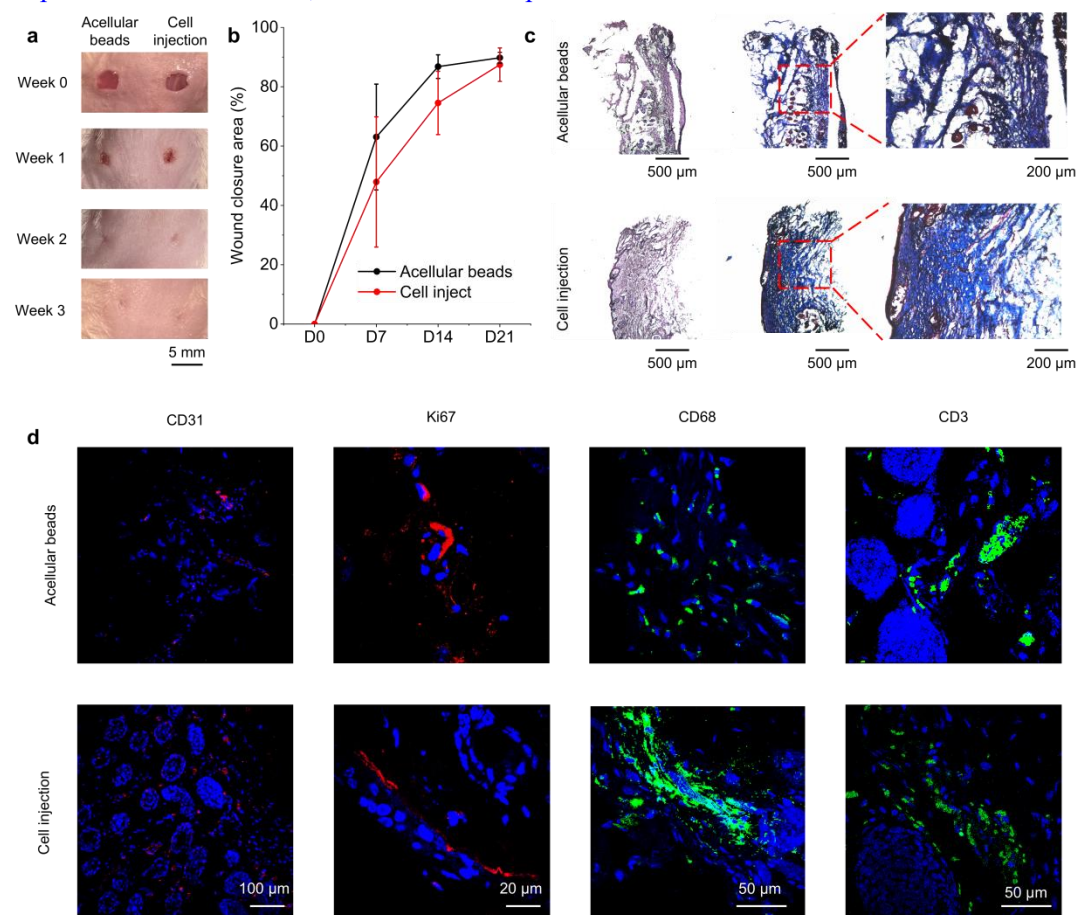 a
Acellular beads
Cell injection
Week 0
Week 1
Week 2
Week 3
5 mm
b
Wound closure area (%)
100
80
60
40
20
0
Acellular beads
Cell inject
D0 D7 D14 D21
c
Acellular beads
500 µm 500 µm 200 µm
Cell injection
500 µm 500 µm 200 µm
d
CD31 Ki67 CD68 CD3
Acellular beads
Cell injection
100 µm 20 µm 50 µm 50 µm